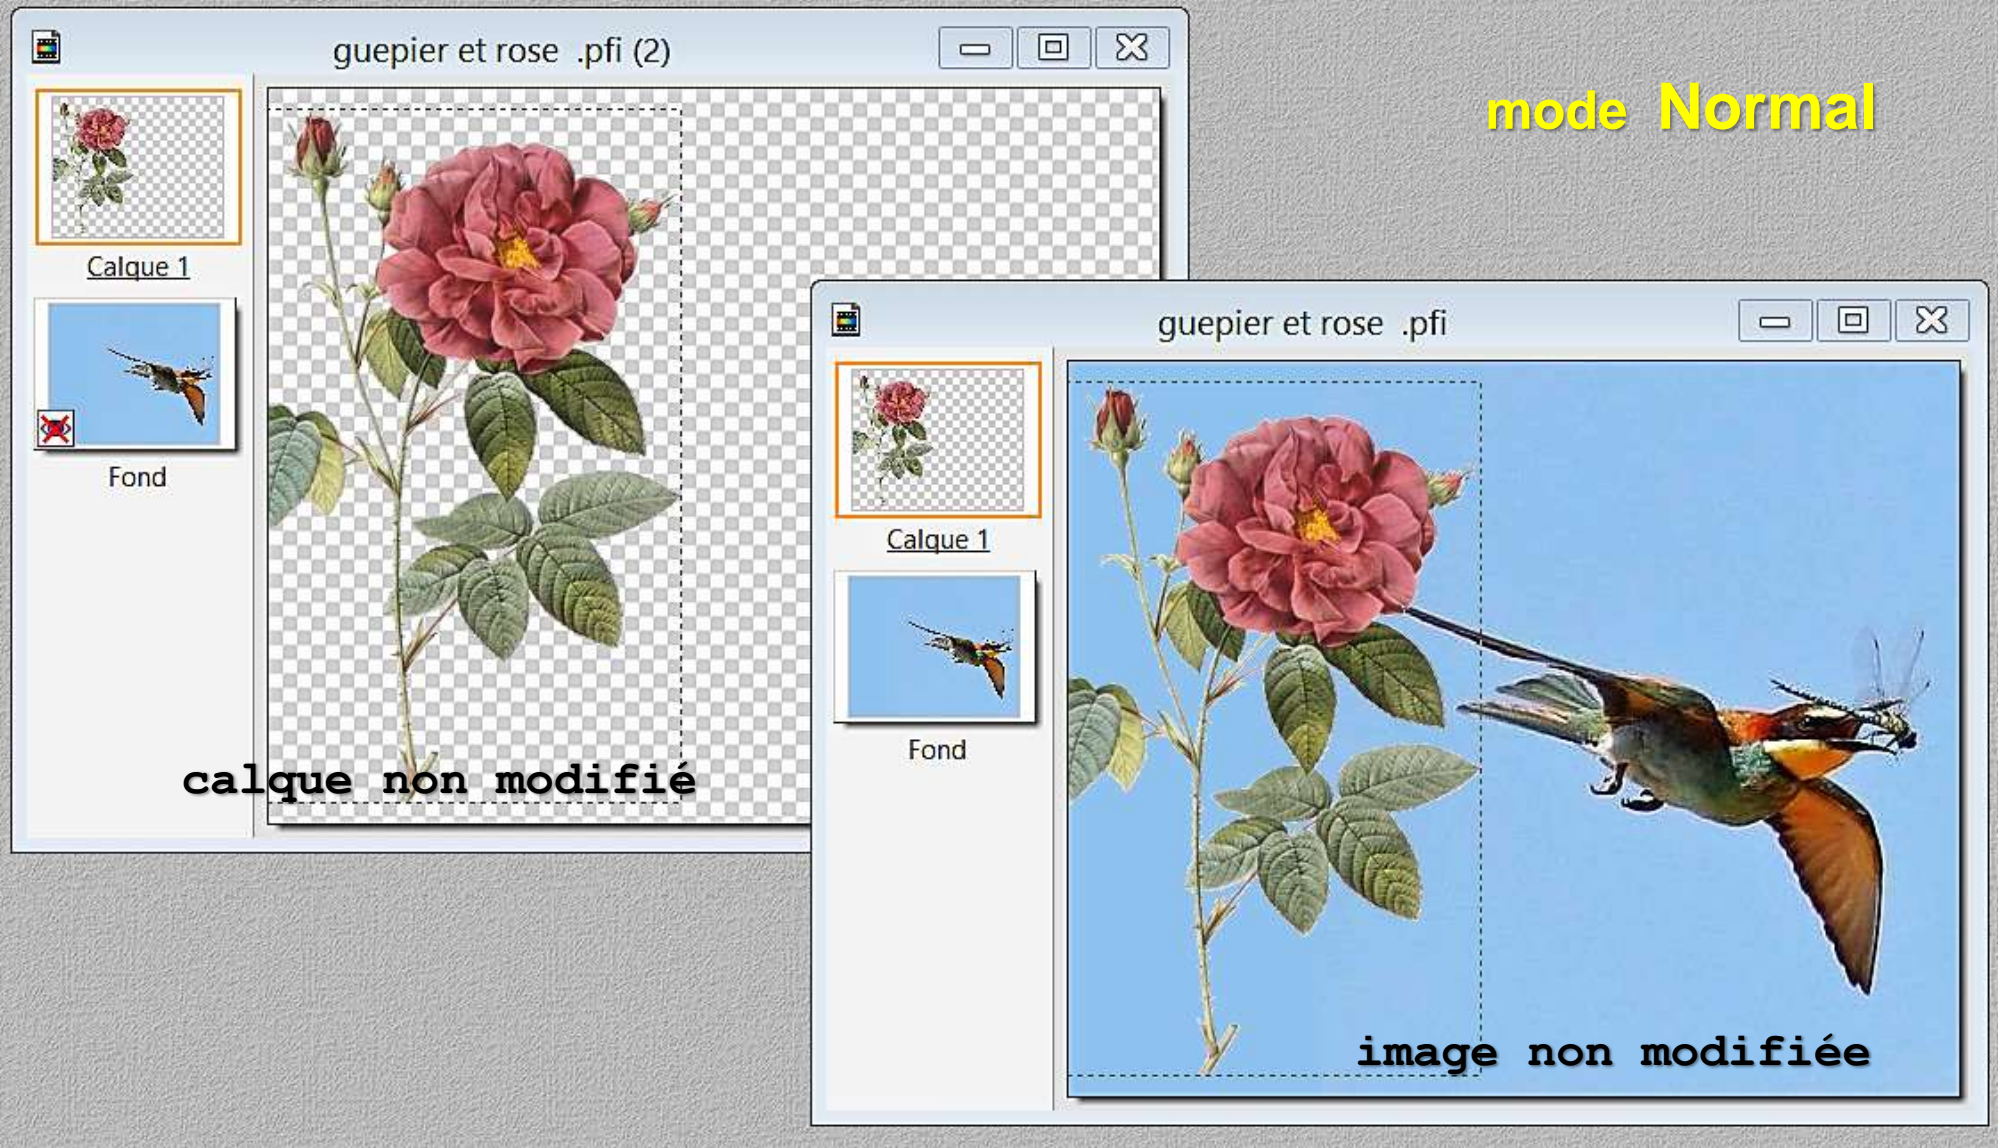 guepier et rose .pfi (2)
mode Normal
Calque 1
Fond
calque non modifié
guepier et rose .pfi
Calque 1
Fond
image non modifiée